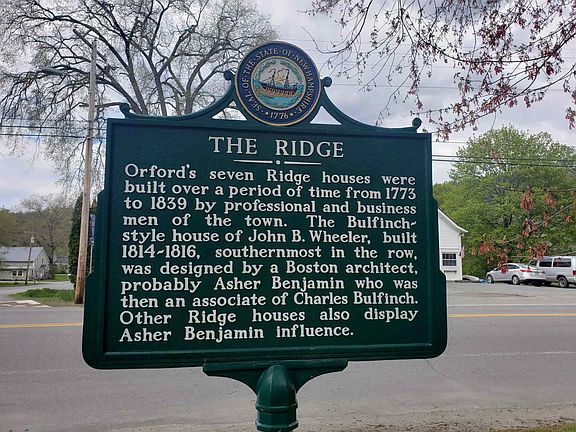 SEAL OF THE STATE OF NEW HAMPSHIRE
1776
THE RIDGE
Orford's seven Ridge houses were
built over a period of time from 1773
to 1839 by professional and business
men of the town. The Bulfinch-
style house of John B. Wheeler, built
1814-1816, southernmost in the row,
was designed by a Boston architect,
probably Asher Benjamin who was
then an associate of Charles Bulfinch.
Other Ridge houses also display
Asher Benjamin influence.